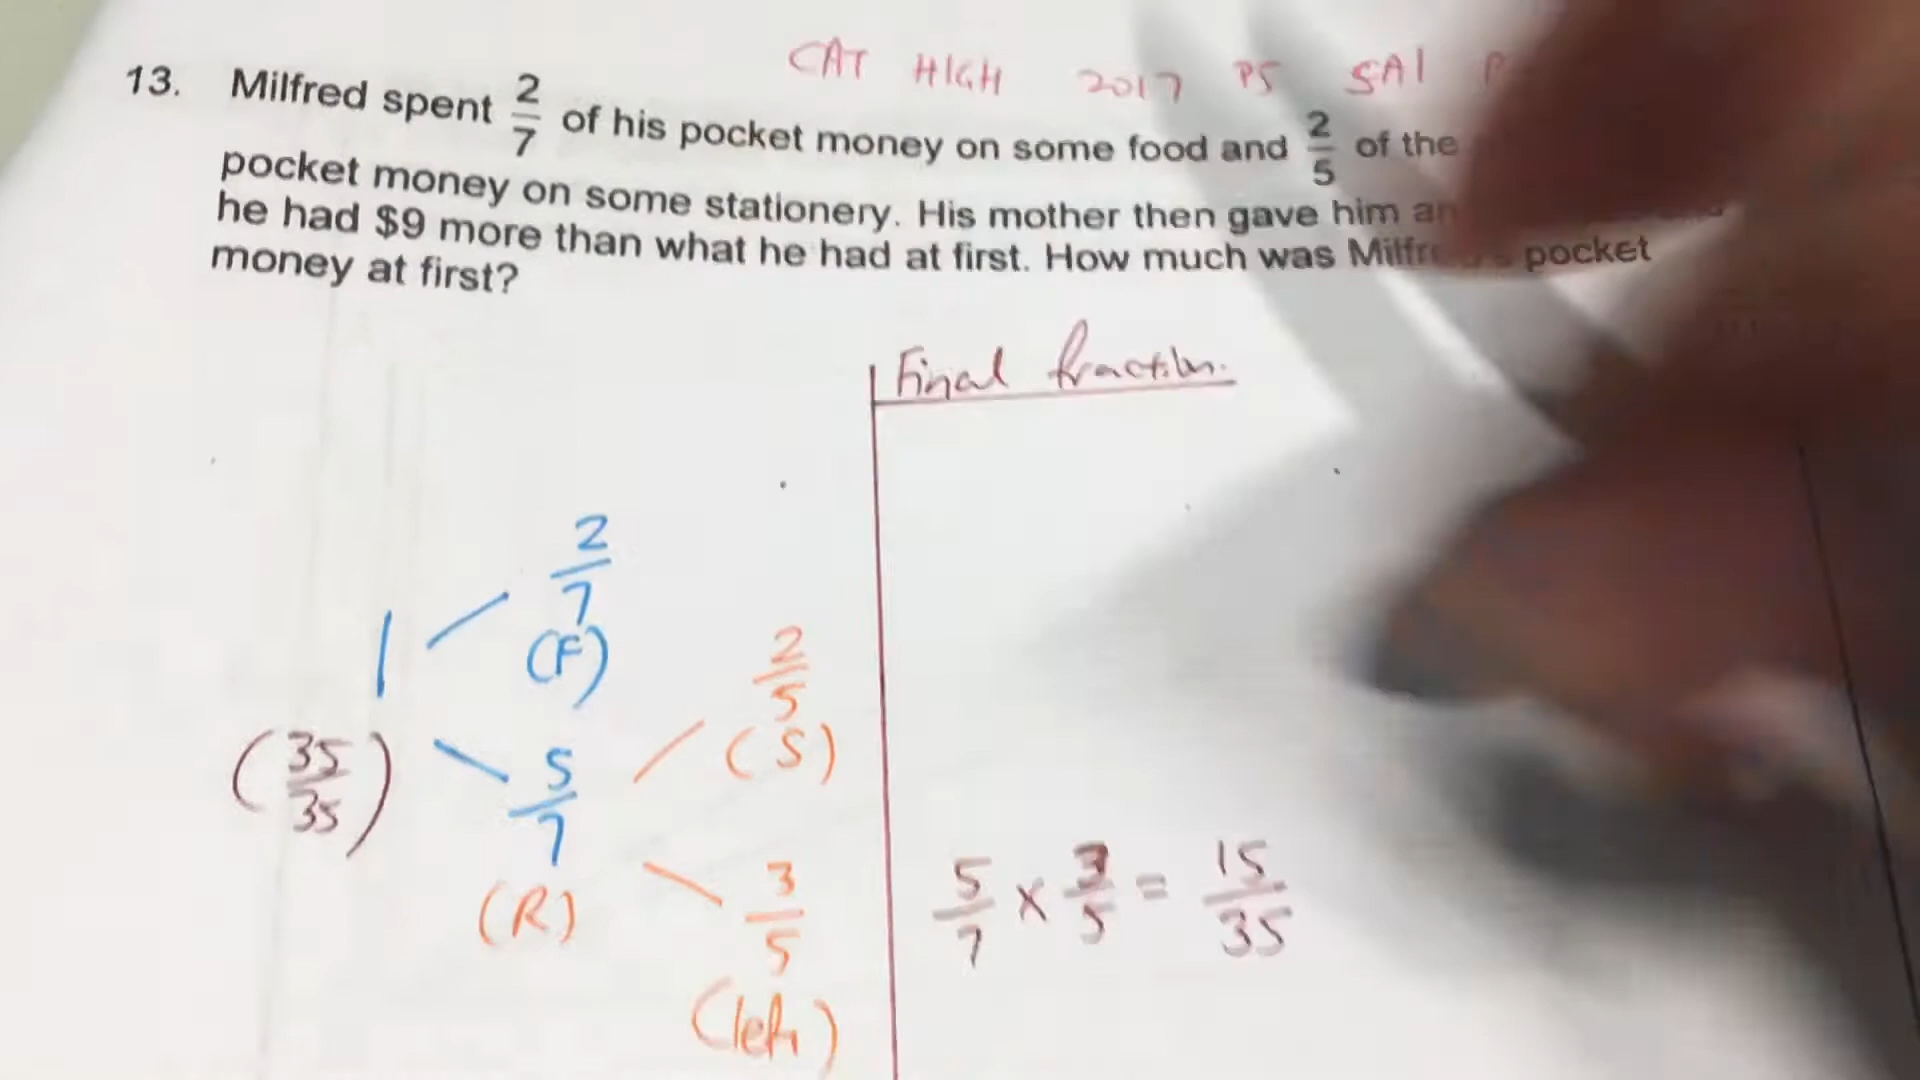 CAT HIGH 2017 P5 SA1
13. Milfred spent 2/7 of his pocket money on some food and 2/5 of the
pocket money on some stationery. His mother then gave him
he had $9 more than what he had at first. How much was pocket
money at first?
Final fraction.
1
2/7
(F)
2/5
(S)
(35/35)
5/7
(R)
3/5
(left)
5/7 × 3/5 = 15/35